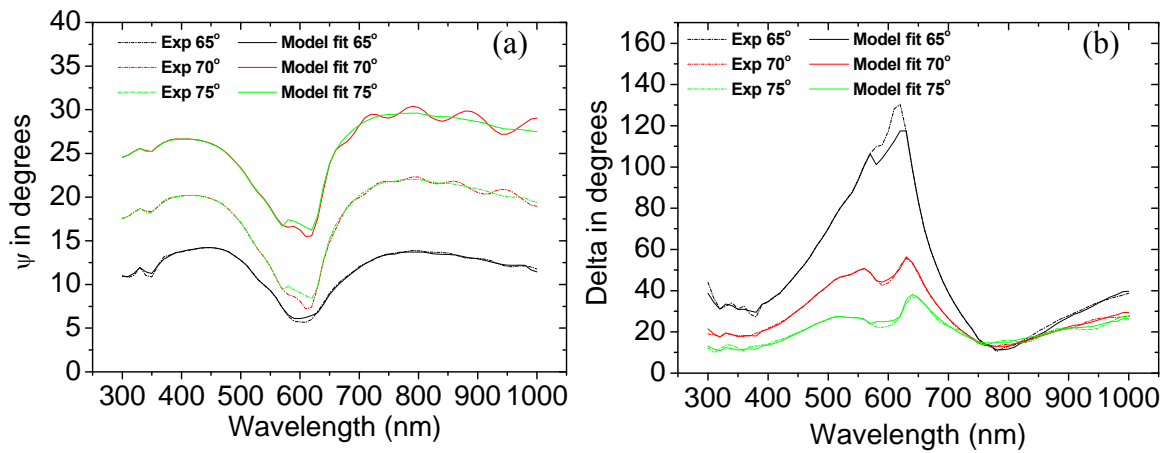 (a)
Exp 65° Model fit 65°
Exp 70° Model fit 70°
Exp 75° Model fit 75°
40
35
30
25
20
15
10
5
0
ψ in degrees
300 400 500 600 700 800 900 1000
Wavelength (nm)
(b)
Exp 65° Model fit 65°
Exp 70° Model fit 70°
Exp 75° Model fit 75°
160
140
120
100
80
60
40
20
0
Delta in degrees
300 400 500 600 700 800 900 1000
Wavelength (nm)